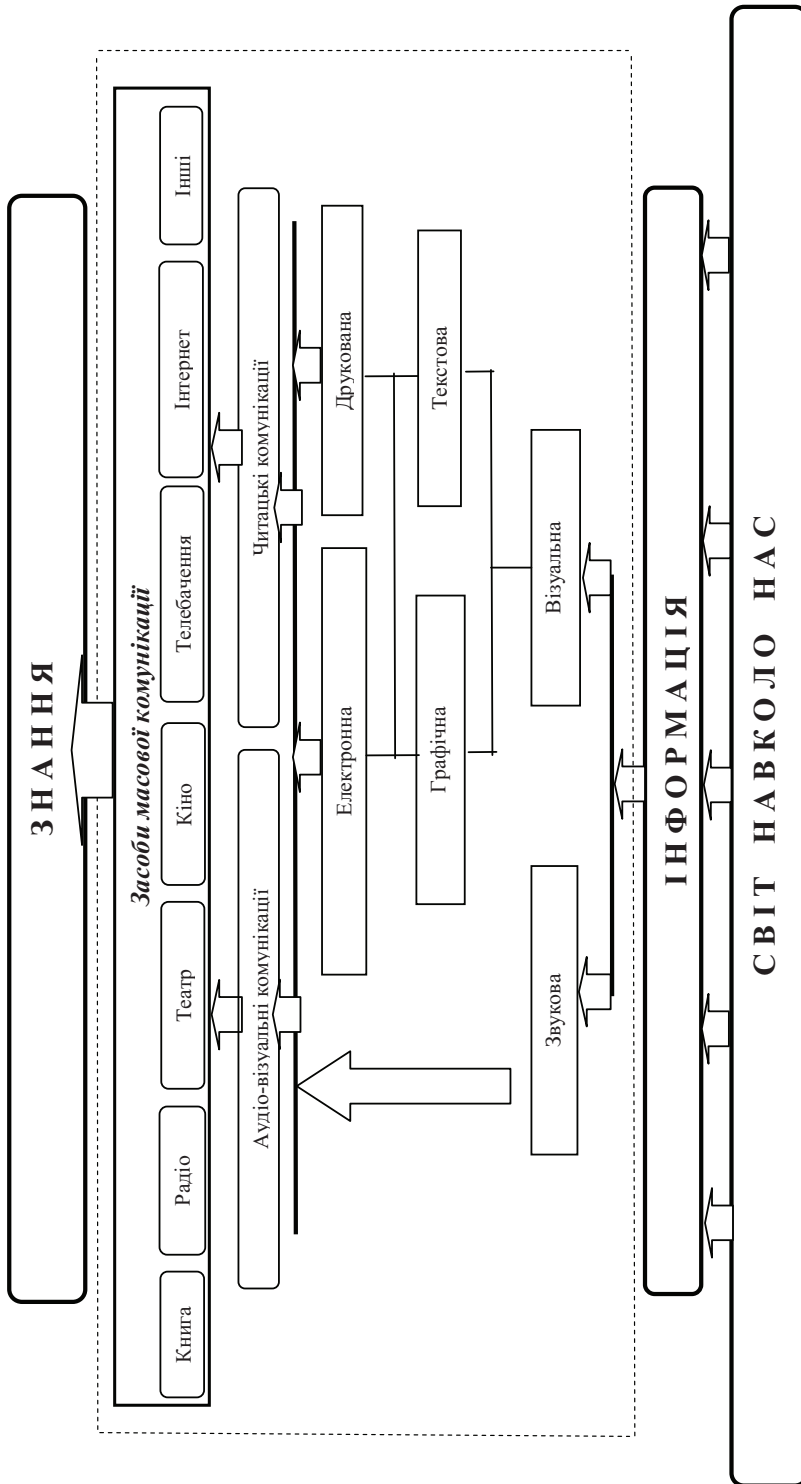 ЗНАННЯ
Засоби масової комунікації
Книга
Радіо
Театр
Кіно
Телебачення
Інтернет
Інші
Аудіо-візуальні комунікації
Читацькі комунікації
Електронна
Друкована
Графічна
Текстова
Звукова
Візуальна
ІНФОРМАЦІЯ
СВІТ НАВКОЛО НАС